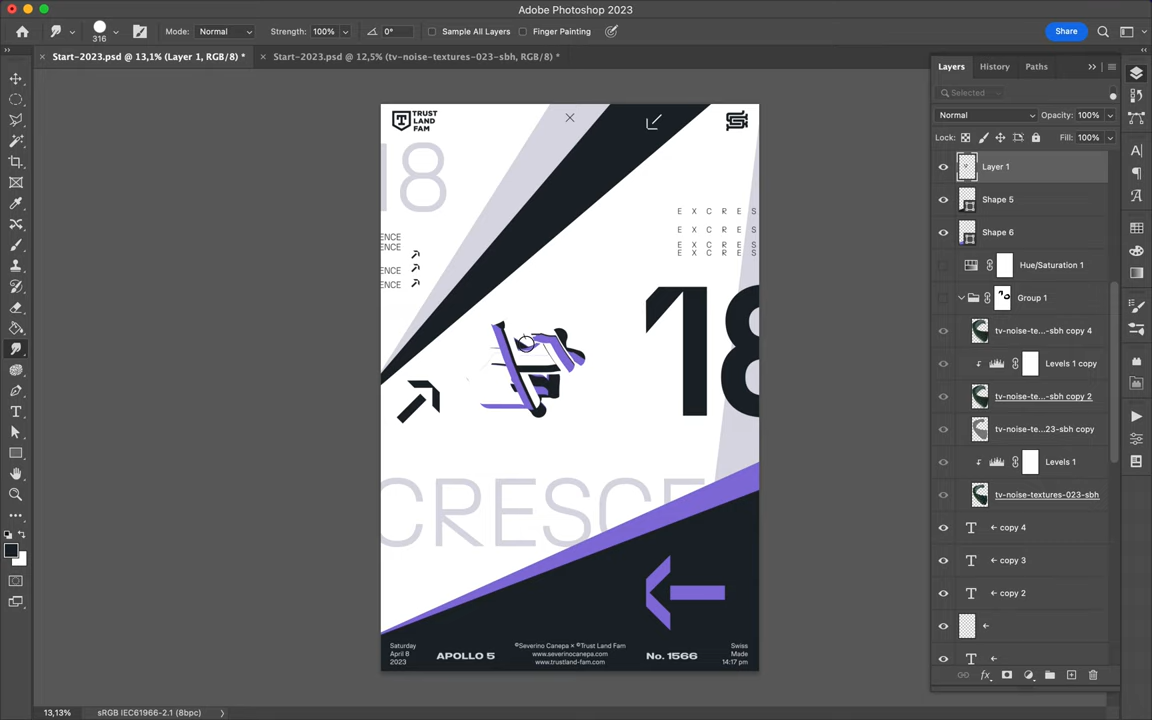 Adobe Photoshop 2023
316
Mode:
Normal
Strength:
100%
0°
Sample All Layers
Finger Painting
Share
Start-2023.psd @ 13,1% (Layer 1, RGB/8) *
Start-2023.psd @ 12,5% (tv-noise-textures-023-sbh, RGB/8) *
Layers
History
Paths
Selected
Normal
Opacity:
100%
Lock:
Fill:
100%
Layer 1
Shape 5
Shape 6
Hue/Saturation 1
Group 1
tv-noise-te...-sbh copy 4
Levels 1 copy
tv-noise-te...-sbh copy 2
tv-noise-te...23-sbh copy
Levels 1
tv-noise-textures-023-sbh
← copy 4
← copy 3
← copy 2
←
←
TRUST
LAND
FAM
18
ENCE
ENCE
ENCE
ENCE
E X C R E S
E X C R E S
E X C R E S
E X C R E S
18
CRESCE
←
Saturday
April 8
2023
APOLLO 5
©Severino Canepa × ©Trust Land Fam
www.severinocanepa.com
www.trustland-fam.com
No. 1566
Swiss
Made
14:17 pm
13,13%
sRGB IEC61966-2.1 (8bpc)